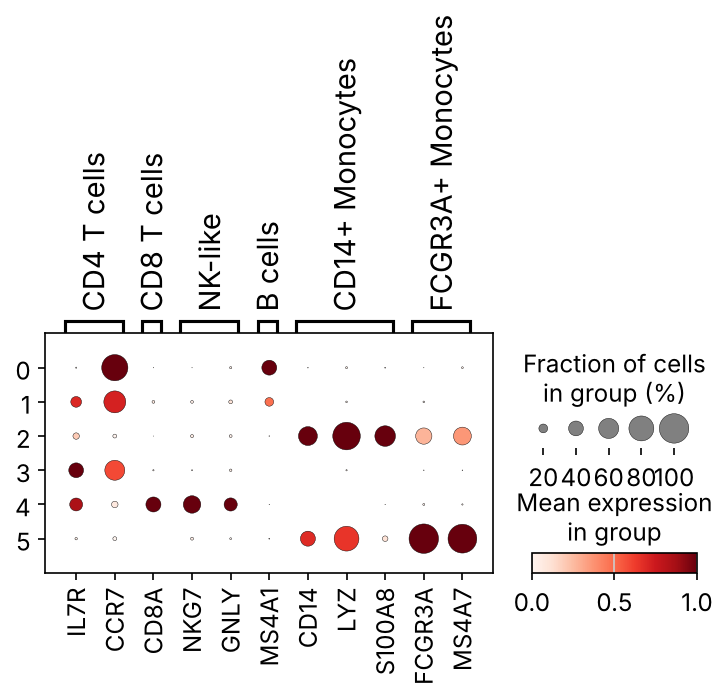 CD4 T cells
CD8 T cells
NK-like
B cells
CD14+ Monocytes
FCGR3A+ Monocytes
0
1
2
3
4
5
IL7R
CCR7
CD8A
NKG7
GNLY
MS4A1
CD14
LYZ
S100A8
FCGR3A
MS4A7
Fraction of cells
in group (%)
20 40 60 80 100
Mean expression
in group
0.0 0.5 1.0